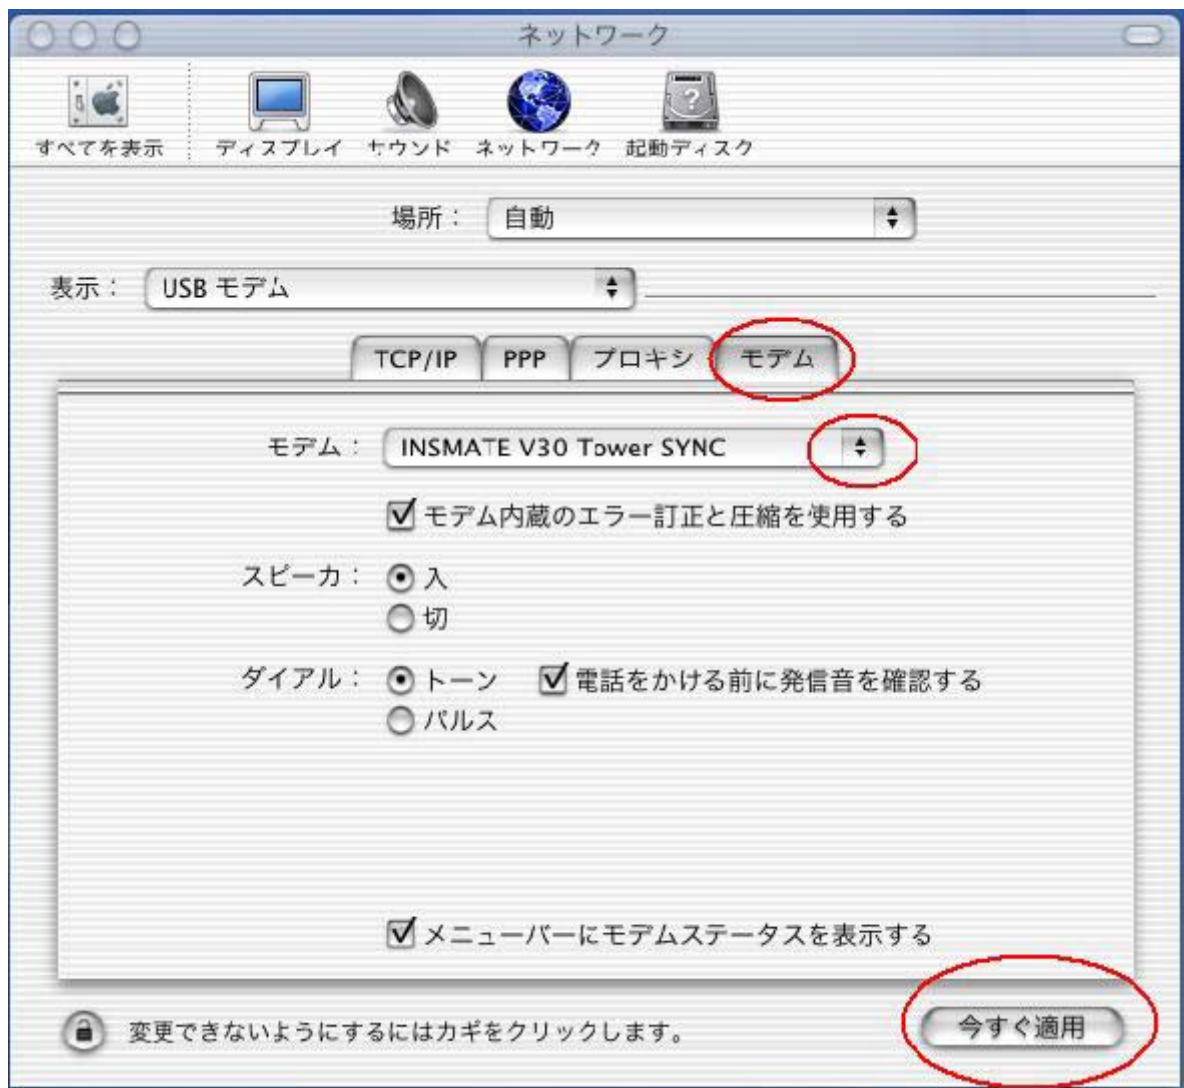 ネットワーク
すべてを表示 ディスプレイ サウンド ネットワーク 起動ディスク
場所： 自動
表示： USB モデム
TCP/IP PPP プロキシ モデム
モデム： INSMATE V30 Tower SYNC
モデム内蔵のエラー訂正と圧縮を使用する
スピーカ： 入
切
ダイアル： トーン 電話をかける前に発信音を確認する
パルス
メニューバーにモデムステータスを表示する
変更できないようにするにはカギをクリックします。 今すぐ適用